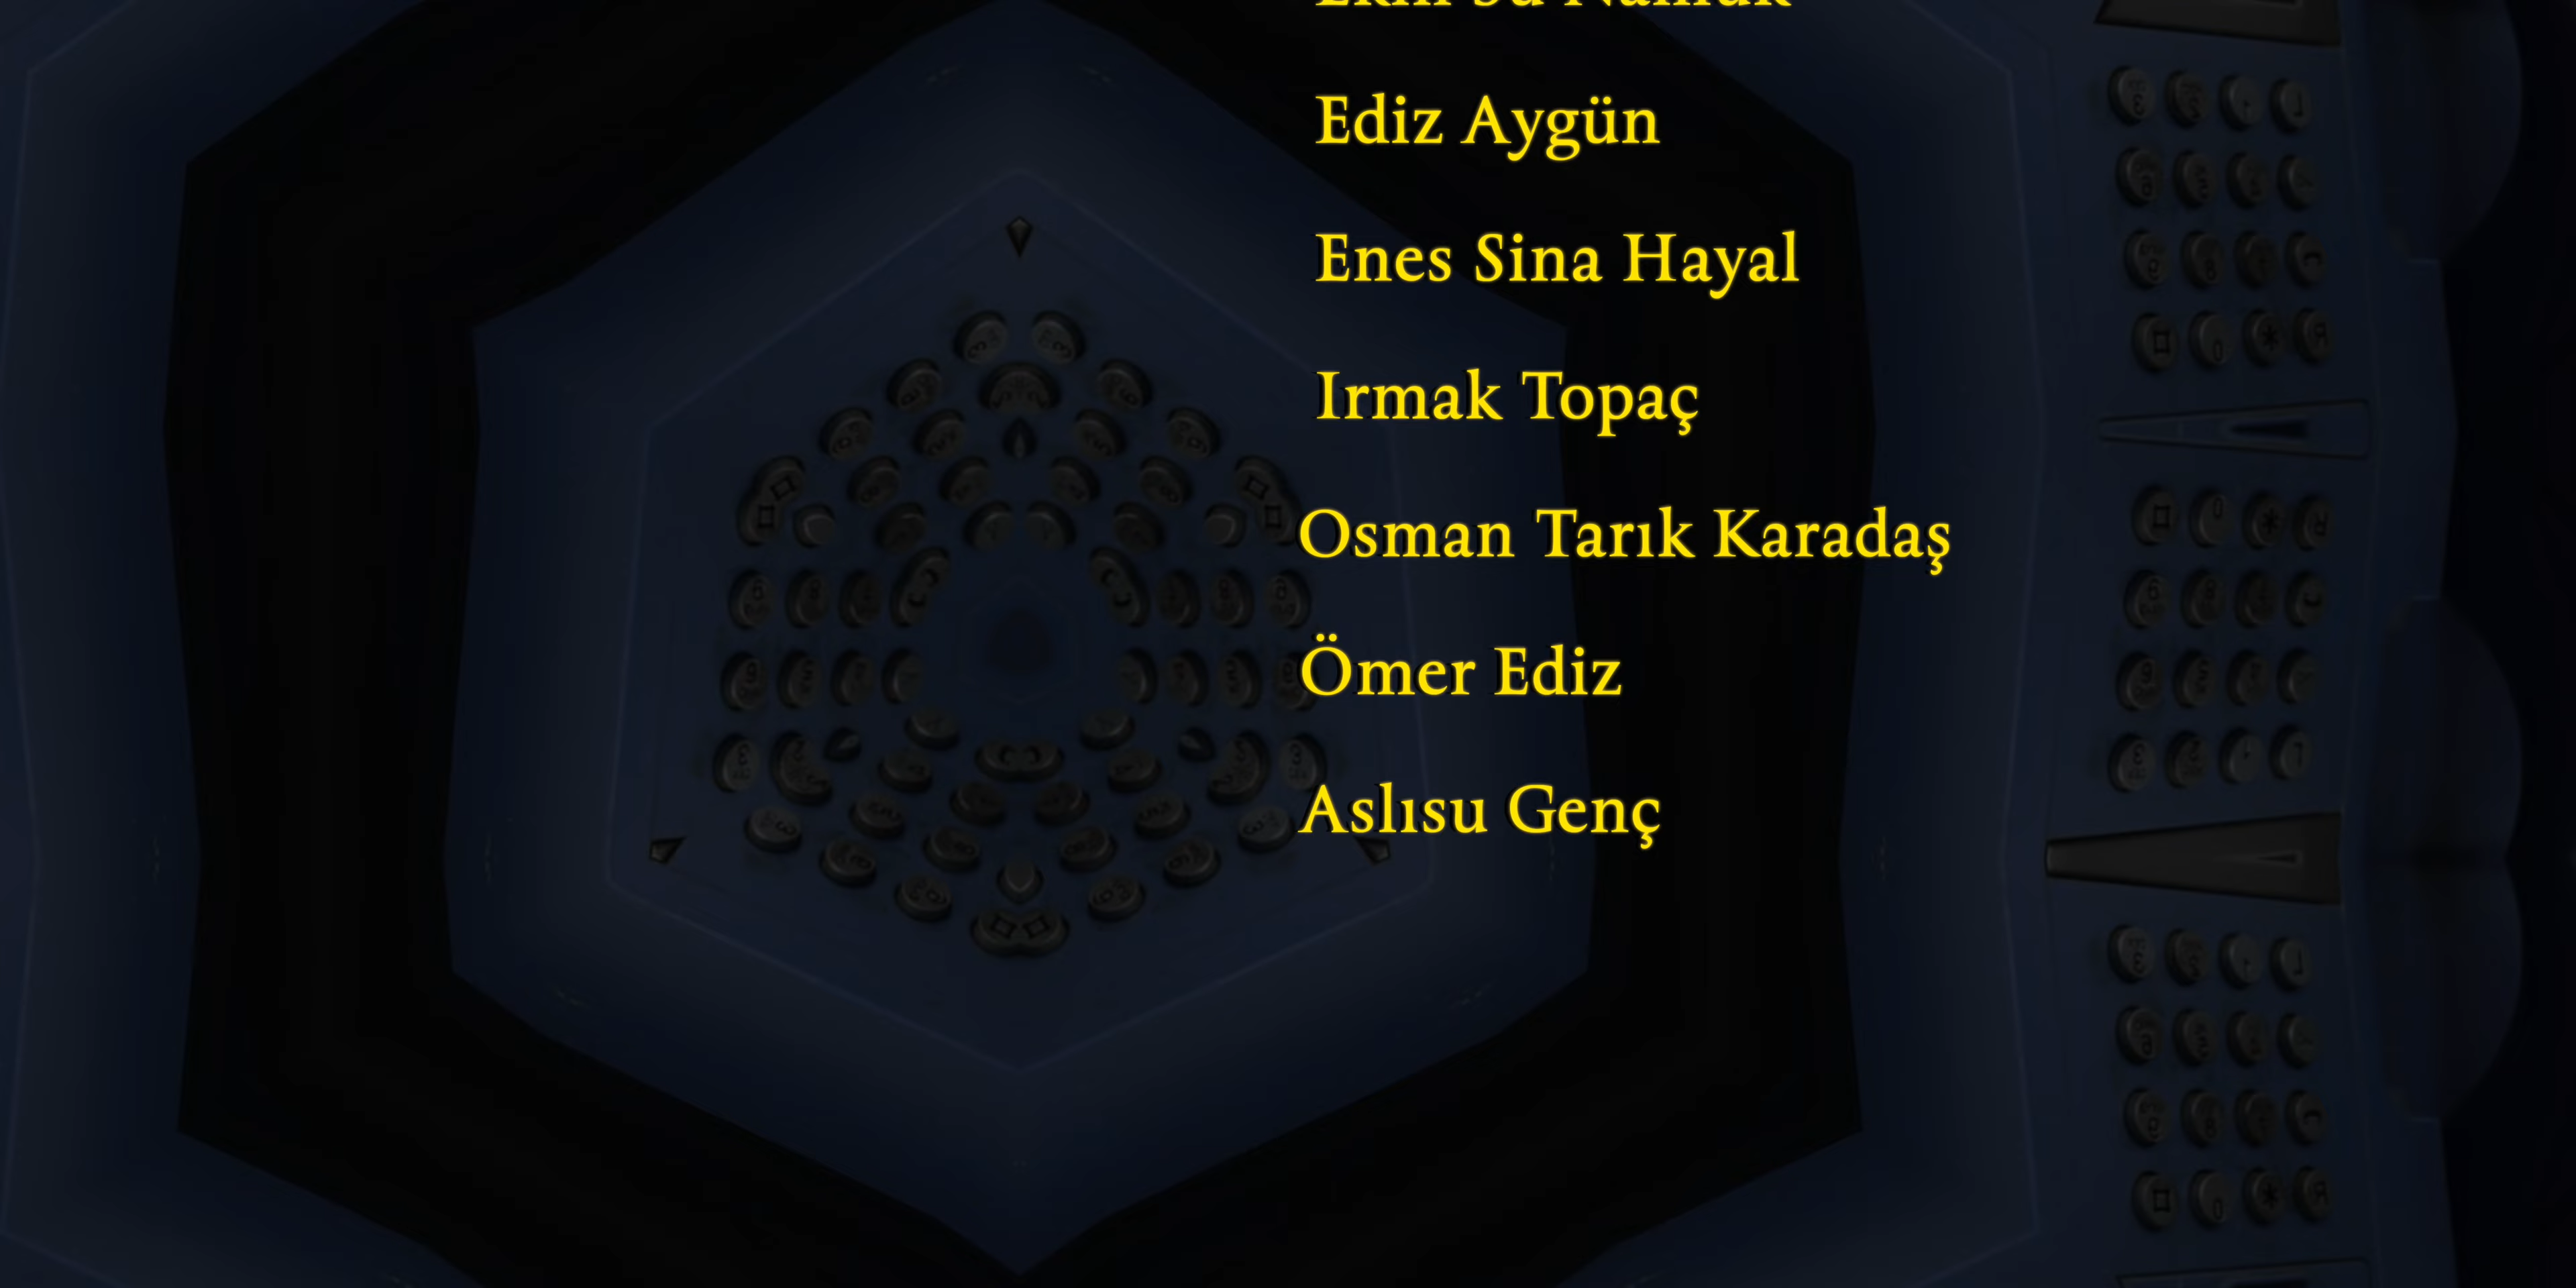 Ediz Aygün
Enes Sina Hayal
Irmak Topaç
Osman Tarık Karadaş
Ömer Ediz
Aslısu Genç